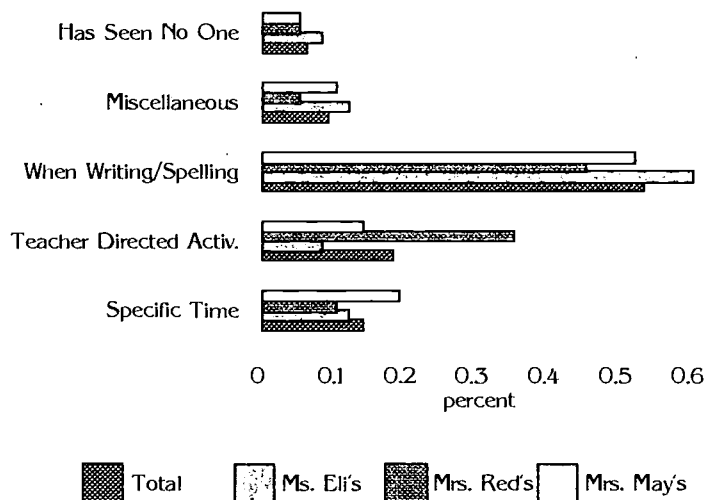 Has Seen No One
Miscellaneous
When Writing/Spelling
Teacher Directed Activ.
Specific Time
0 0.1 0.2 0.3 0.4 0.5 0.6
percent
Total Ms. Eli's Mrs. Red's Mrs. May's